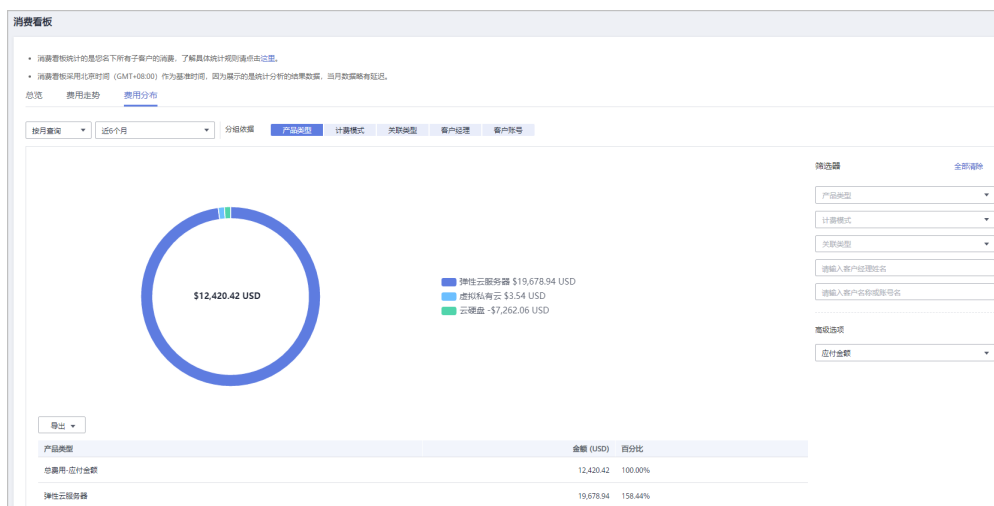 消费看板
• 消费看板统计的是您名下所有子客户的消费，了解具体统计规则请点击这里。
• 消费看板采用北京时间（GMT+08:00）作为基准时间，因为展示的是统计分析的结果数据，当月数据略有延迟。
总览 费用走势 费用分布
按月查询 近6个月 分组依据 产品类型 计费模式 关联类型 客户经理 客户账号
筛选器 全部清除
产品类型
计费模式
关联类型
请输入客户经理姓名
请输入客户名称或账号名
高级选项
应付金额
$12,420.42 USD
弹性云服务器 $19,678.94 USD
虚拟私有云 $3.54 USD
云硬盘 -$7,262.06 USD
导出
产品类型 金额 (USD) 百分比
总费用-应付金额 12,420.42 100.00%
弹性云服务器 19,678.94 158.44%